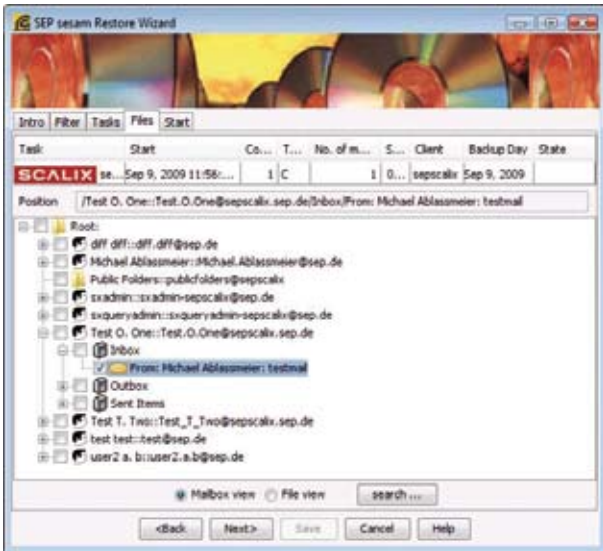 SEP sesam Restore Wizard
Intro Filter Tasks Files Start
Task Start Co... T... No. of m... S... Client Backup Day State
SCALIX se... Sep 9, 2009 11:56:... 1 C 1 0... sepscalix Sep 9, 2009
Position /Test O. One::Test.O.One@sepscalix.sep.de/Inbox/From: Michael Ablassmeier: testmail
Root:
diff diff::diff.diff@sep.de
Michael Ablassmeier::Michael.Ablassmeier@sep.de
Public Folders::publicfolders@sepscalix
sxadmin::sxadmin-sepscalix@sep.de
sxqueryadmin::sxqueryadmin-sepscalix@sep.de
Test O. One::Test.O.One@sepscalix.sep.de
Inbox
From: Michael Ablassmeier: testmail
Outbox
Sent Items
Test T. Two::Test_T_Two@sepscalix.sep.de
test test::test@sep.de
user2 a. b::user2.a.b@sep.de
Mailbox view File view search ...
<Back Next> Save Cancel Help